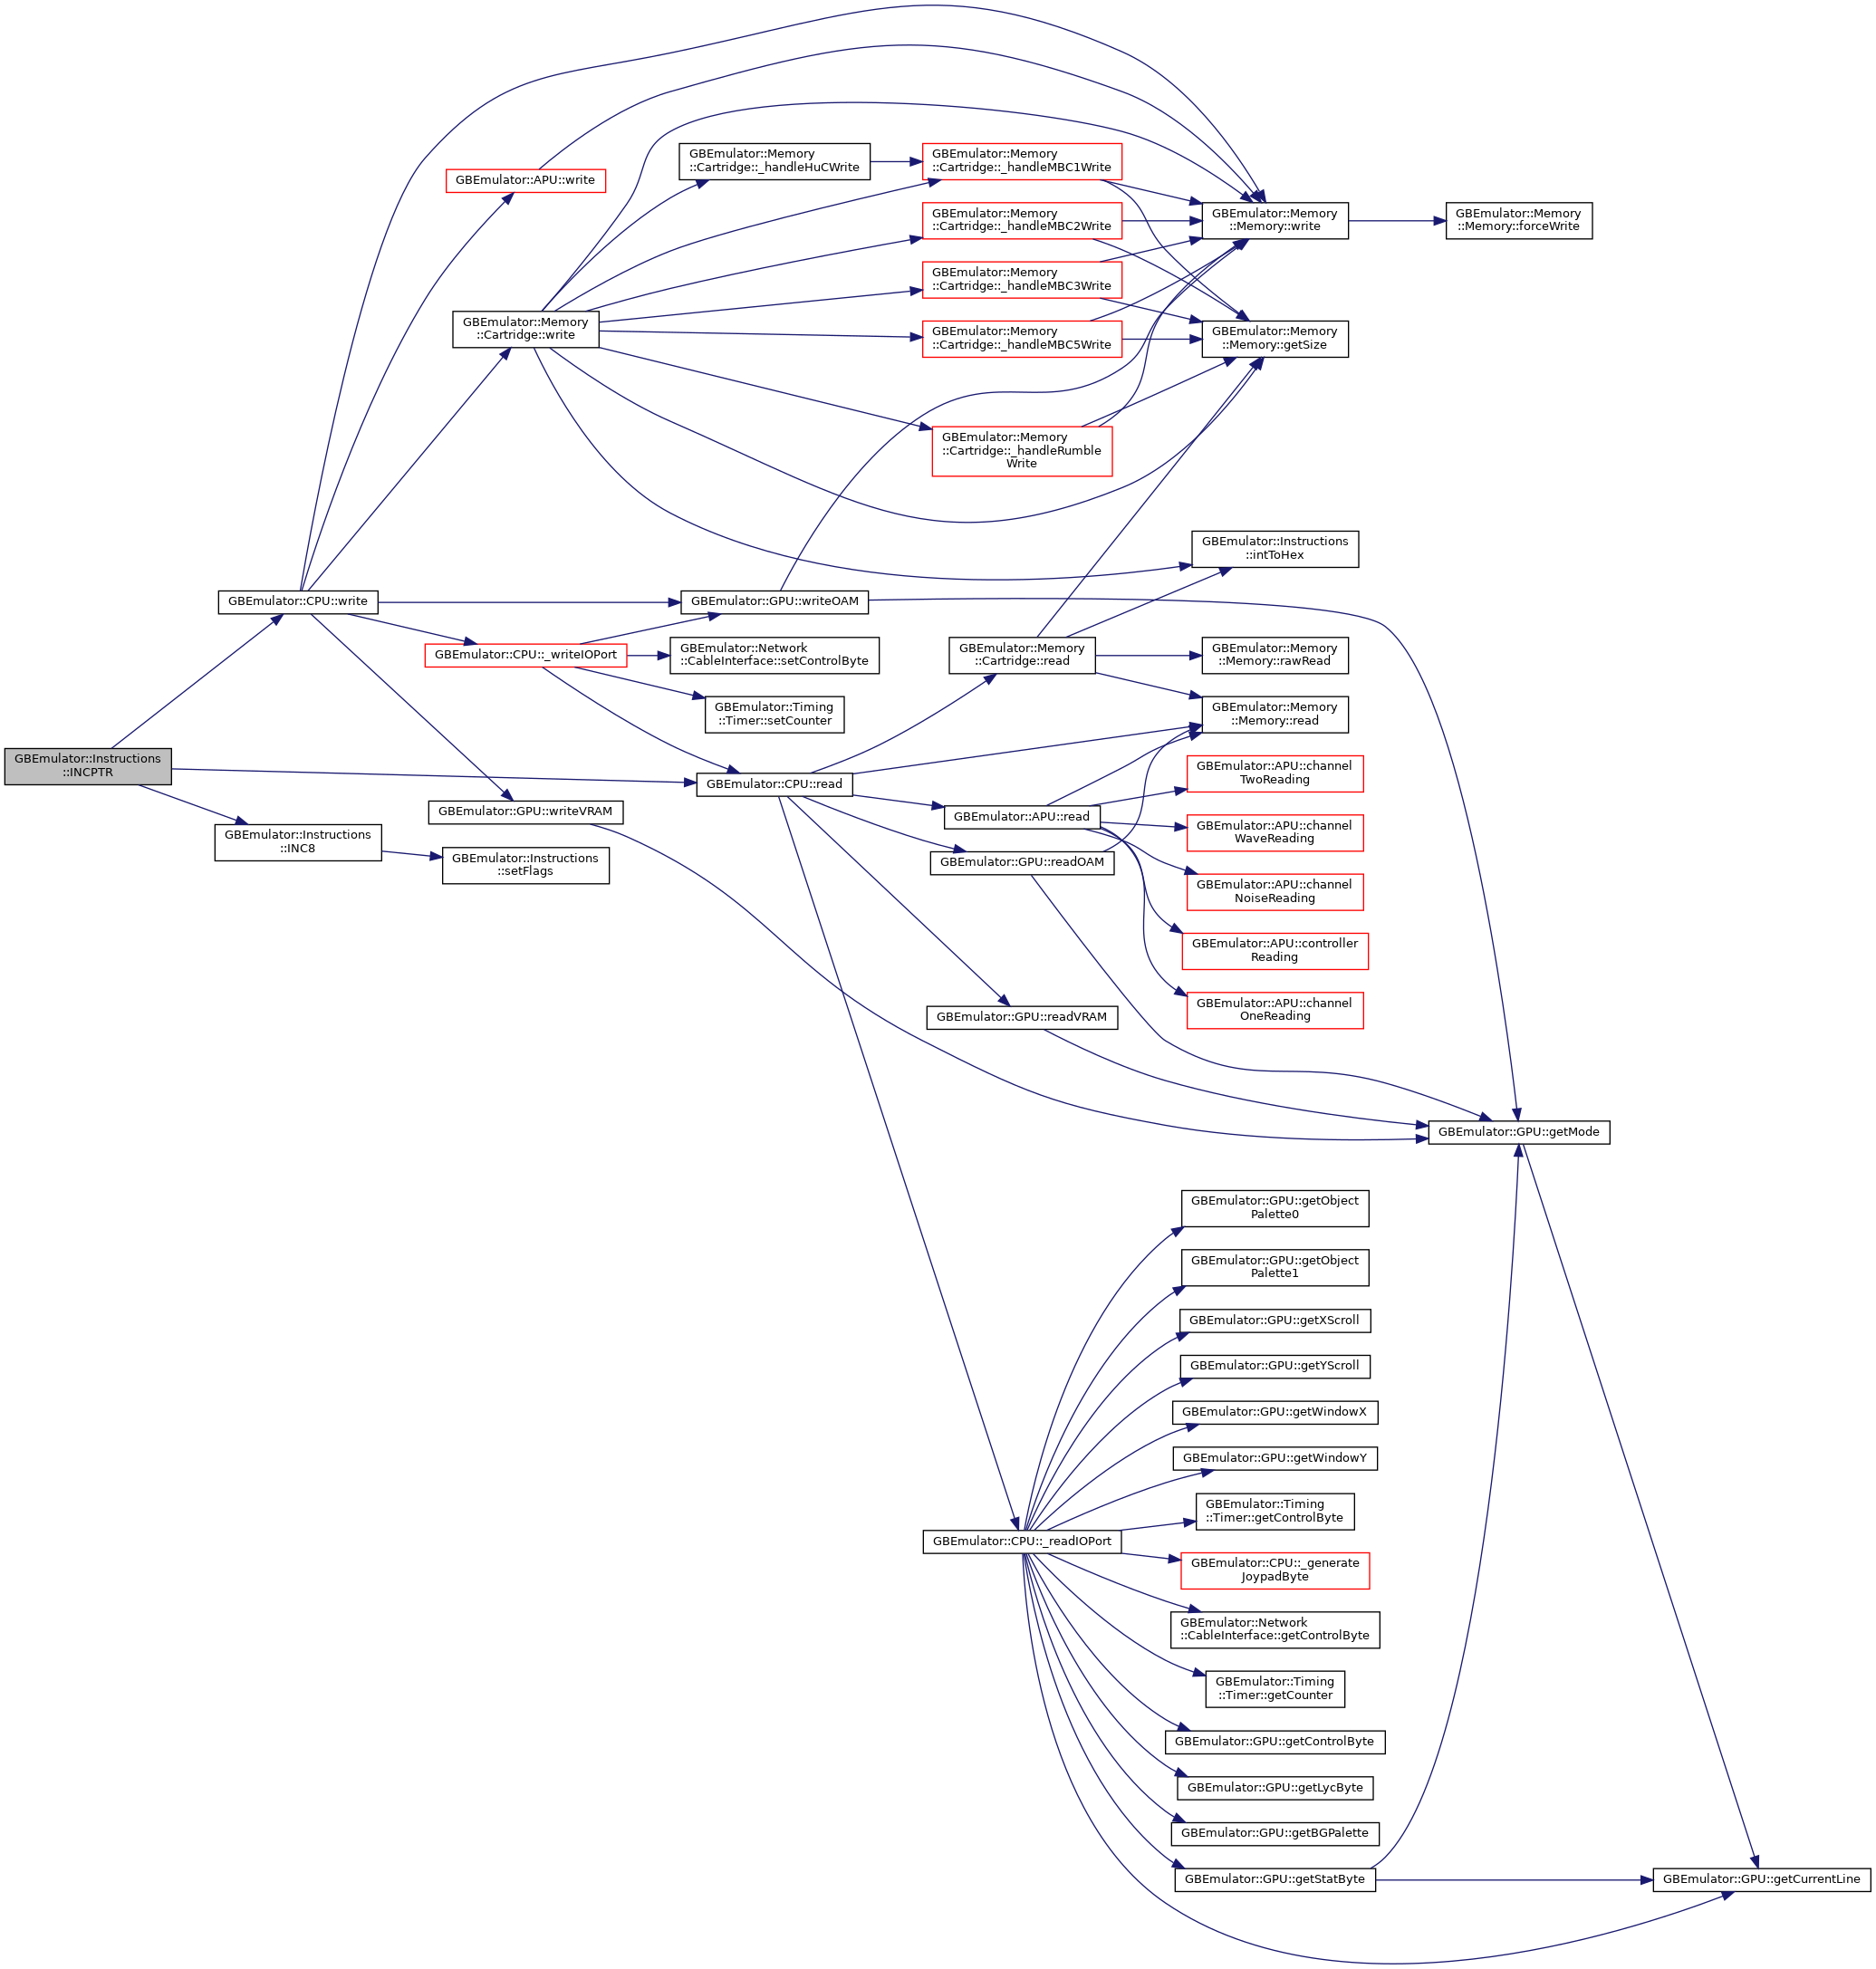 GBEmulator::Instructions
::INCPTR
GBEmulator::CPU::write
GBEmulator::Instructions
::INC8
GBEmulator::Instructions
::setFlags
GBEmulator::APU::write
GBEmulator::Memory
::Cartridge::write
GBEmulator::CPU::_writeIOPort
GBEmulator::GPU::writeVRAM
GBEmulator::Memory
::Cartridge::_handleHuCWrite
GBEmulator::GPU::writeOAM
GBEmulator::Network
::CableInterface::setControlByte
GBEmulator::Timing
::Timer::setCounter
GBEmulator::CPU::read
GBEmulator::Memory
::Cartridge::_handleMBC1Write
GBEmulator::Memory
::Cartridge::_handleMBC2Write
GBEmulator::Memory
::Cartridge::_handleMBC3Write
GBEmulator::Memory
::Cartridge::_handleMBC5Write
GBEmulator::Memory
::Cartridge::_handleRumble
Write
GBEmulator::Memory
::Cartridge::read
GBEmulator::APU::read
GBEmulator::GPU::readOAM
GBEmulator::GPU::readVRAM
GBEmulator::CPU::_readIOPort
GBEmulator::Memory
::Memory::write
GBEmulator::Memory
::Memory::getSize
GBEmulator::Instructions
::intToHex
GBEmulator::Memory
::Memory::rawRead
GBEmulator::Memory
::Memory::read
GBEmulator::APU::channel
TwoReading
GBEmulator::APU::channel
WaveReading
GBEmulator::APU::channel
NoiseReading
GBEmulator::APU::controller
Reading
GBEmulator::APU::channel
OneReading
GBEmulator::GPU::getObject
Palette0
GBEmulator::GPU::getObject
Palette1
GBEmulator::GPU::getXScroll
GBEmulator::GPU::getYScroll
GBEmulator::GPU::getWindowX
GBEmulator::GPU::getWindowY
GBEmulator::Timing
::Timer::getControlByte
GBEmulator::CPU::_generate
JoypadByte
GBEmulator::Network
::CableInterface::getControlByte
GBEmulator::Timing
::Timer::getCounter
GBEmulator::GPU::getControlByte
GBEmulator::GPU::getLycByte
GBEmulator::GPU::getBGPalette
GBEmulator::GPU::getStatByte
GBEmulator::Memory
::Memory::forceWrite
GBEmulator::GPU::getMode
GBEmulator::GPU::getCurrentLine